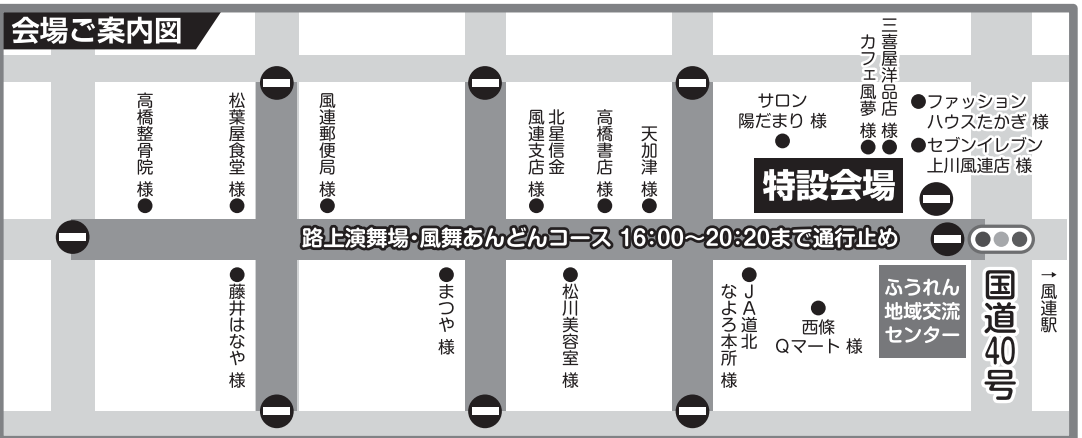 会場ご案内図
高橋整骨院 様
松葉屋食堂 様
風連郵便局 様
北星信金
風連支店 様
高橋書店 様
天加津 様
サロン
陽だまり 様
カフェ風夢 様
三喜屋洋品店 様
ファッション
ハウスたかぎ 様
セブンイレブン
上川風連店 様
特設会場
路上演舞場・風舞あんどんコース 16:00〜20:20まで通行止め
藤井はなや 様
まつや 様
松川美容室 様
JA道北
なよろ本所 様
西條
Qマート 様
ふうれん
地域交流
センター
国道40号
→風連駅